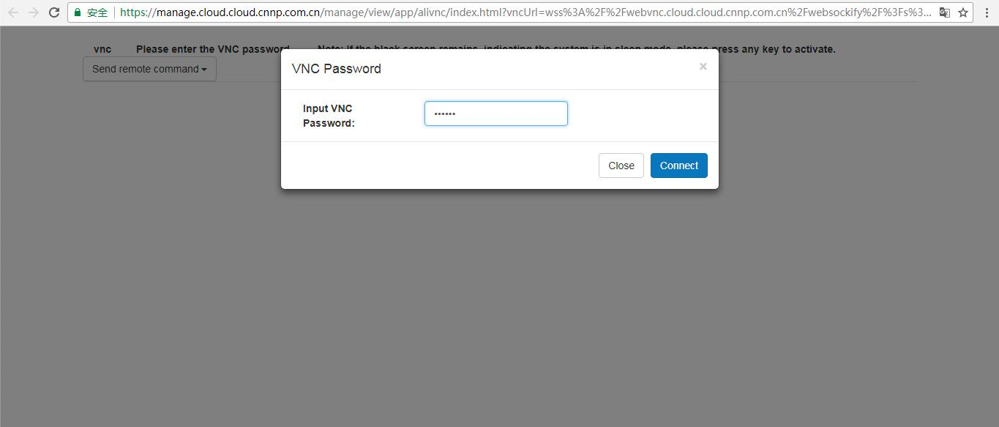 安全 https://manage.cloud.cloud.cnnp.com.cn/manage/view/app/alivnc/index.html?vncUrl=wss%3A%2F%2Fwebvnc.cloud.cloud.cnnp.com.cn%2Fwebsockify%2F%3Fs%3...
vnc Please enter the VNC password Note: If the black screen remains, indicating the system is in sleep mode, please press any key to activate.
Send remote command
VNC Password ×
Input VNC
Password: ••••••
Close Connect